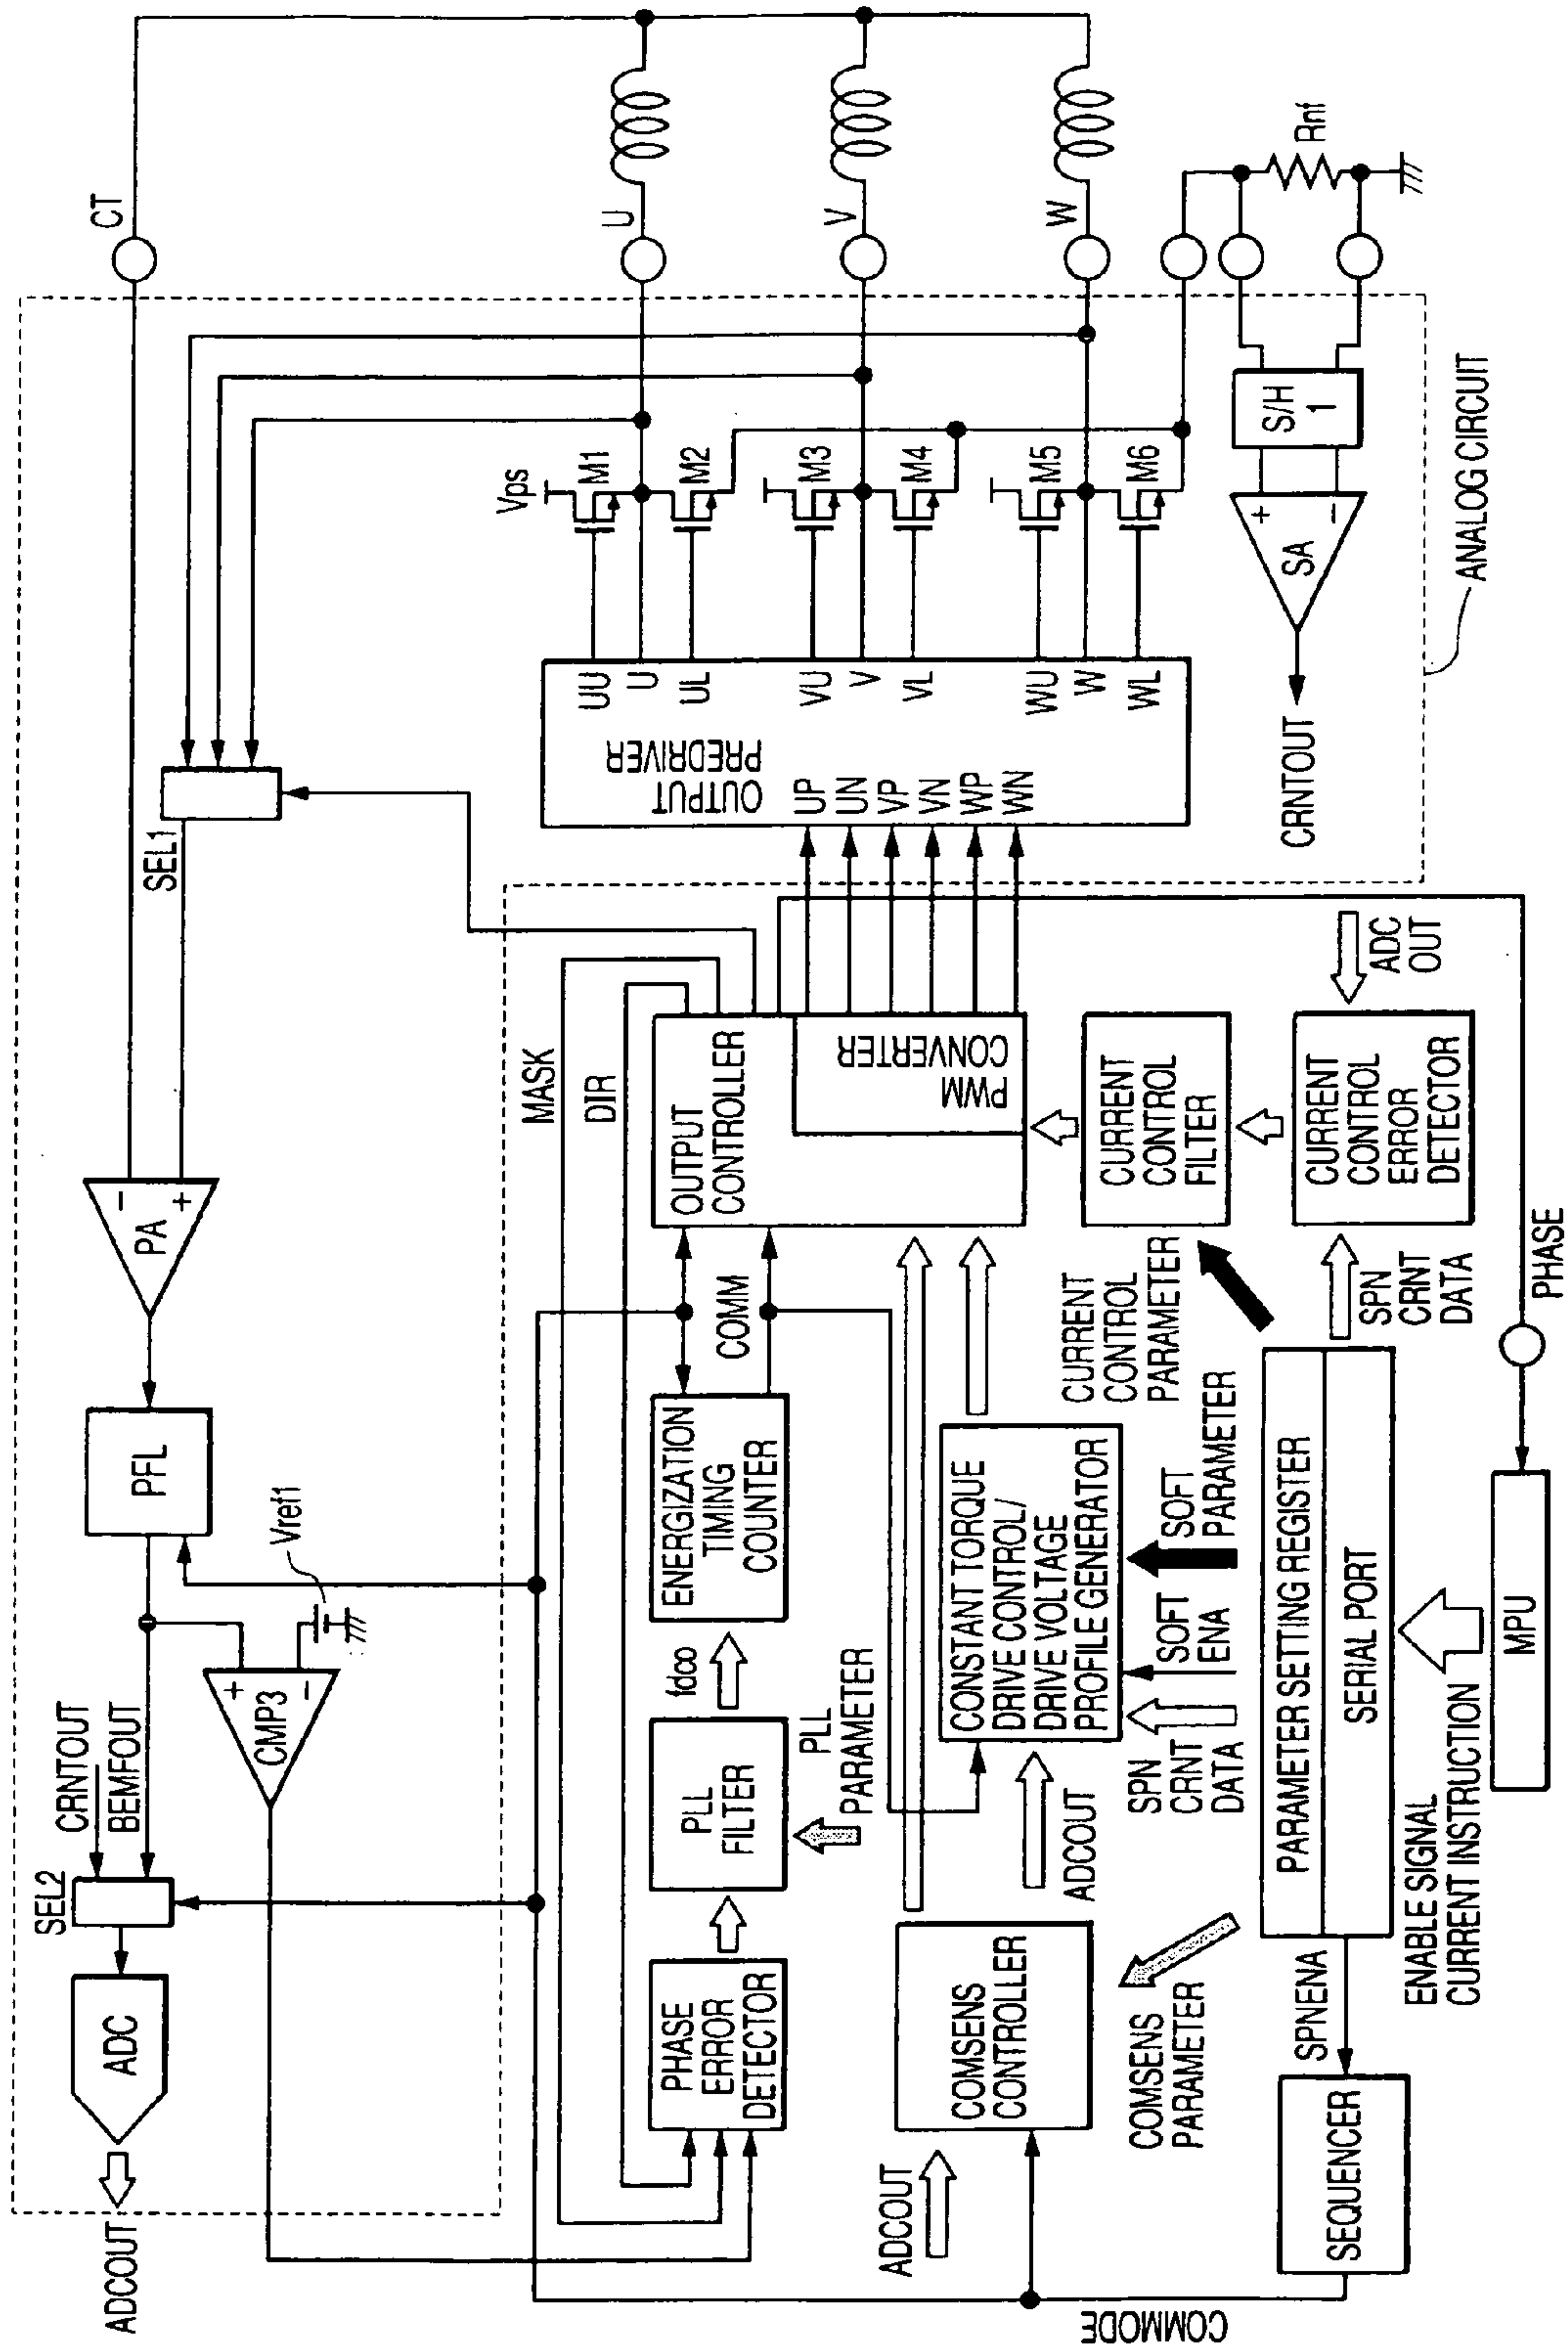 ADCOUT
ADC
SEL2
CRNTOUT
BEMFOUT
CMP3
+
−
Vref1
PFL
PA
−
+
SEL1
CT
MASK
DIR
PHASE
ERROR
DETECTOR
PLL
FILTER
fdco
PLL
PARAMETER
ENERGIZATION
TIMING
COUNTER
COMM
OUTPUT
CONTROLLER
PWM
CONVERTER
OUTPUT
PREDRIVER
UP
UN
VP
VN
WP
WN
UU
U
UL
VU
V
VL
WU
W
WL
Vps
M1
M2
M3
M4
M5
M6
U
V
W
Rnf
S/H
1
SA
+
−
CRNTOUT
ANALOG CIRCUIT
ADCOUT
COMSENS
CONTROLLER
COMSENS
PARAMETER
ADCOUT
CONSTANT TORQUE
DRIVE CONTROL/
DRIVE VOLTAGE
PROFILE GENERATOR
SPN
CRNT
DATA
SOFT
ENA
SOFT
PARAMETER
CURRENT
CONTROL
PARAMETER
CURRENT
CONTROL
FILTER
CURRENT
CONTROL
ERROR
DETECTOR
ADC
OUT
SPN
CRNT
DATA
COMMODE
SEQUENCER
SPNENA
PARAMETER SETTING REGISTER
SERIAL PORT
ENABLE SIGNAL
CURRENT INSTRUCTION
MPU
PHASE